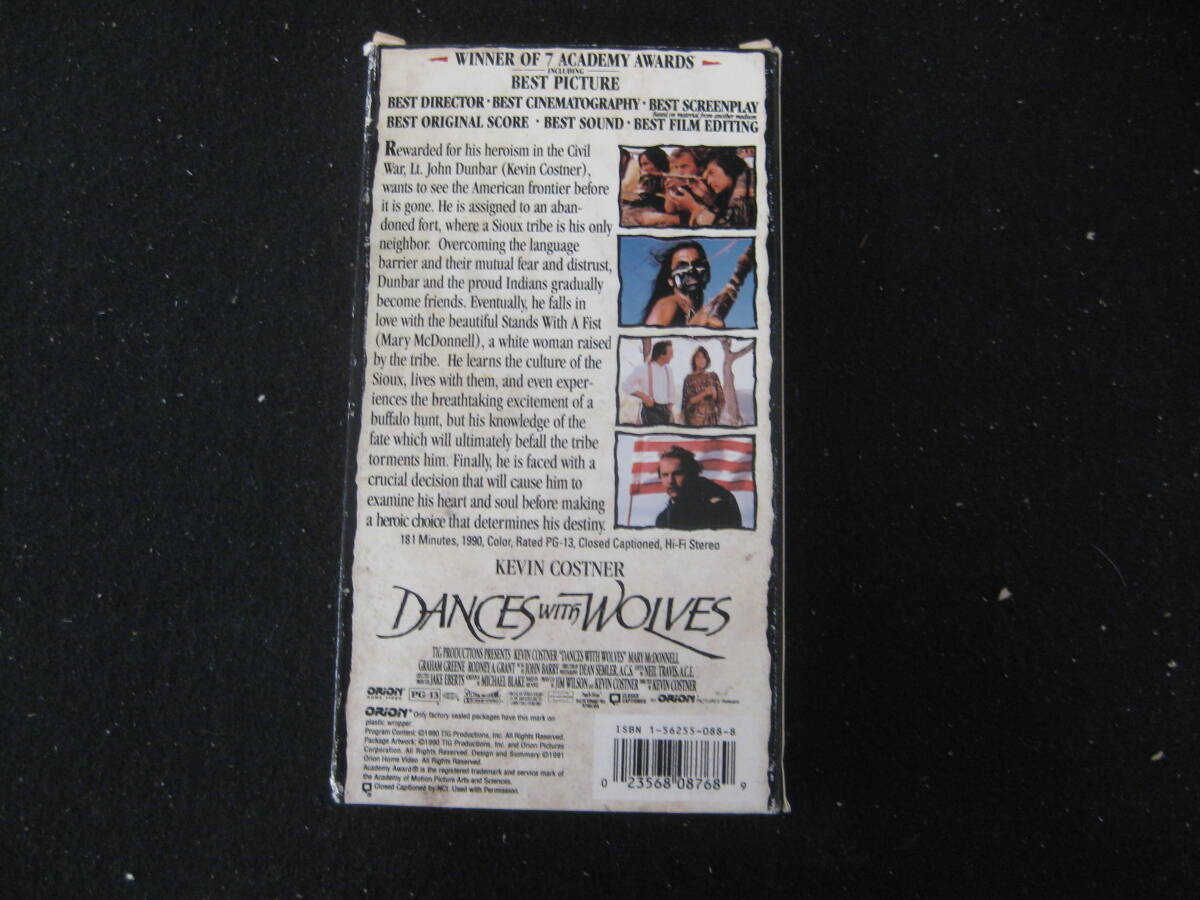 WINNER OF 7 ACADEMY AWARDS
INCLUDING
BEST PICTURE
BEST DIRECTOR · BEST CINEMATOGRAPHY · BEST SCREENPLAY
based on material from another medium
BEST ORIGINAL SCORE · BEST SOUND · BEST FILM EDITING
Rewarded for his heroism in the Civil
War, Lt. John Dunbar (Kevin Costner),
wants to see the American frontier before
it is gone. He is assigned to an aban-
doned fort, where a Sioux tribe is his only
neighbor. Overcoming the language
barrier and their mutual fear and distrust,
Dunbar and the proud Indians gradually
become friends. Eventually, he falls in
love with the beautiful Stands With A Fist
(Mary McDonnell), a white woman raised
by the tribe. He learns the culture of the
Sioux, lives with them, and even exper-
iences the breathtaking excitement of a
buffalo hunt, but his knowledge of the
fate which will ultimately befall the tribe
torments him. Finally, he is faced with a
crucial decision that will cause him to
examine his heart and soul before making
a heroic choice that determines his destiny.
181 Minutes, 1990, Color, Rated PG-13, Closed Captioned, Hi-Fi Stereo
KEVIN COSTNER
DANCES WITH WOLVES
TIG PRODUCTIONS PRESENTS KEVIN COSTNER "DANCES WITH WOLVES" MARY McDONNELL
GRAHAM GREENE RODNEY A. GRANT JOHN BARRY DEAN SEMLER, A.C.S. NEIL TRAVIS, A.C.E.
JAKE EBERTS MICHAEL BLAKE JIM WILSON AND KEVIN COSTNER KEVIN COSTNER
ORION HOME VIDEO PG-13 CLOSED CAPTIONED BY ORION PICTURES Release
ORION® Only factory sealed packages have this mark on
plastic wrapper.
Program Content: ©1990 TIG Productions, Inc. All Rights Reserved.
Package Artwork: ©1990 TIG Productions, Inc. and Orion Pictures
Corporation. All Rights Reserved. Design and Summary ©1991
Orion Home Video. All Rights Reserved.
Academy Award® is the registered trademark and service mark of
the Academy of Motion Picture Arts and Sciences.
Closed Captioned by NCI. Used with Permission.
ISBN 1-56255-088-8
0 23568 08768 9